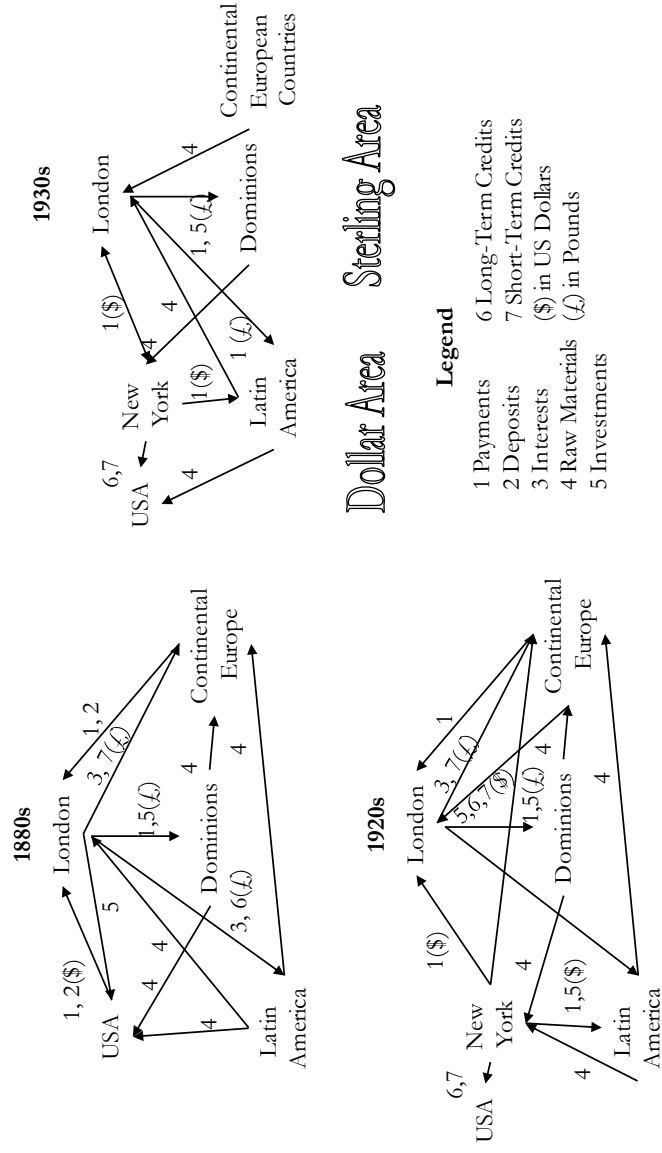 1880s
London
1, 2($)
1, 2
3, 7(£)
5
USA
1,5(£)
Continental
Europe
4
Dominions
4
4
4
4
3, 6(£)
Latin
America
1920s
London
6,7
USA
New
York
1($)
1
3, 7(£)
5,6,7($)
4
1,5(£)
Continental
Europe
Dominions
4
1,5($)
4
Latin
America
4
1930s
London
6,7
USA
New
York
1($)
4
4
1($)
4
1, 5(£)
4
Continental
European
Countries
Dominions
1 (£)
Latin
America
Dollar Area
Sterling Area
Legend
1 Payments
2 Deposits
3 Interests
4 Raw Materials
5 Investments
6 Long-Term Credits
7 Short-Term Credits
($) in US Dollars
(£) in Pounds